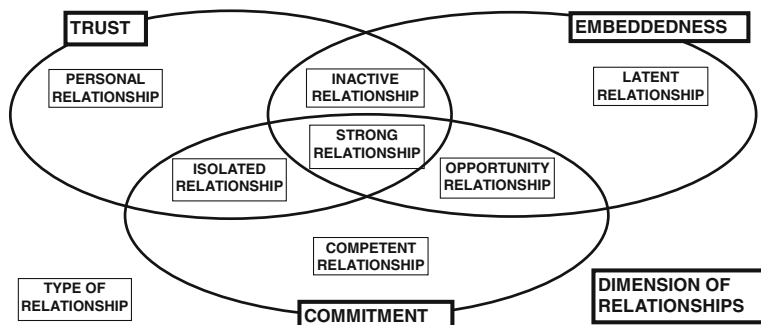 TRUST
EMBEDDEDNESS
PERSONAL
RELATIONSHIP
INACTIVE
RELATIONSHIP
LATENT
RELATIONSHIP
STRONG
RELATIONSHIP
ISOLATED
RELATIONSHIP
OPPORTUNITY
RELATIONSHIP
COMPETENT
RELATIONSHIP
TYPE OF
RELATIONSHIP
COMMITMENT
DIMENSION OF
RELATIONSHIPS